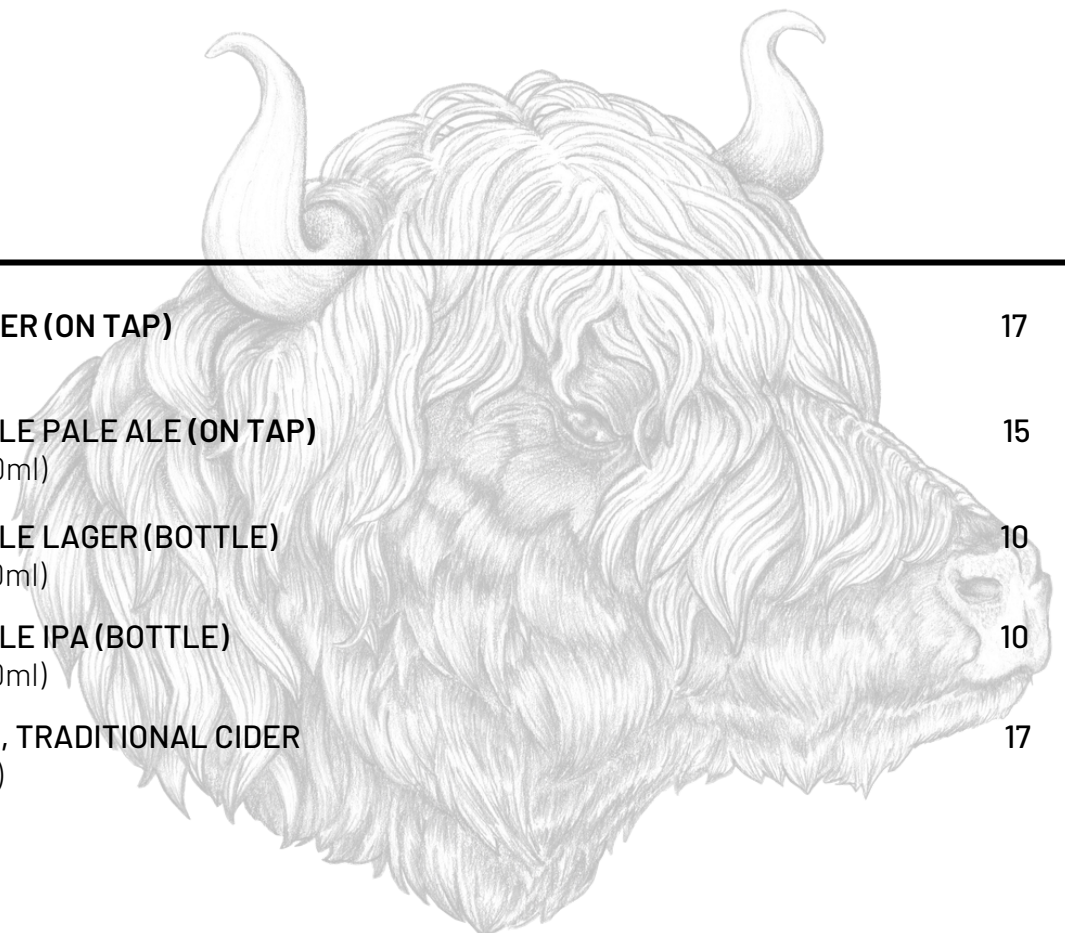 ER (ON TAP) 17
LE PALE ALE (ON TAP) 15
0ml)
LE LAGER (BOTTLE) 10
0ml)
LE IPA (BOTTLE) 10
0ml)
, TRADITIONAL CIDER 17
)